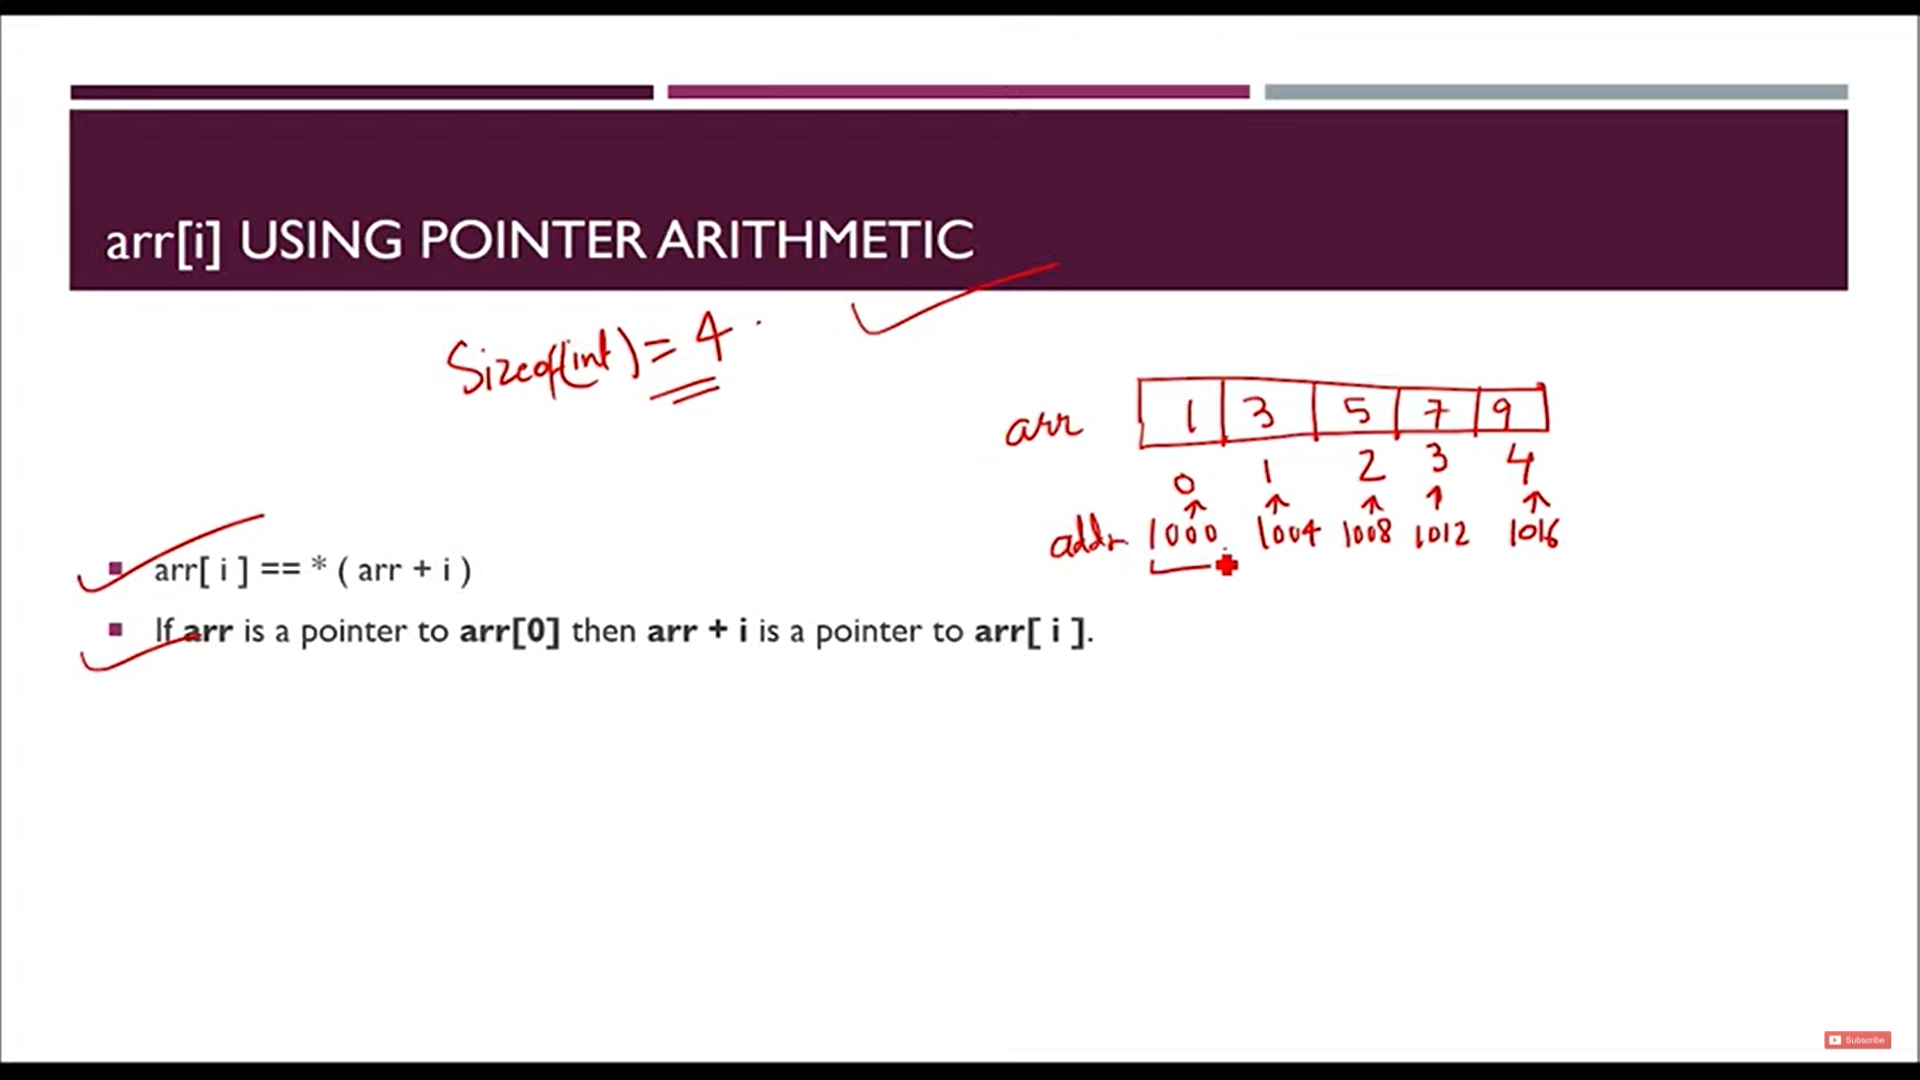 arr[i] USING POINTER ARITHMETIC
Sizeof(int) = 4
arr 1 3 5 7 9
0 1 2 3 4
addr 1000 1004 1008 1012 1016
arr[ i ] == * ( arr + i )
If arr is a pointer to arr[0] then arr + i is a pointer to arr[ i ].
Subscribe